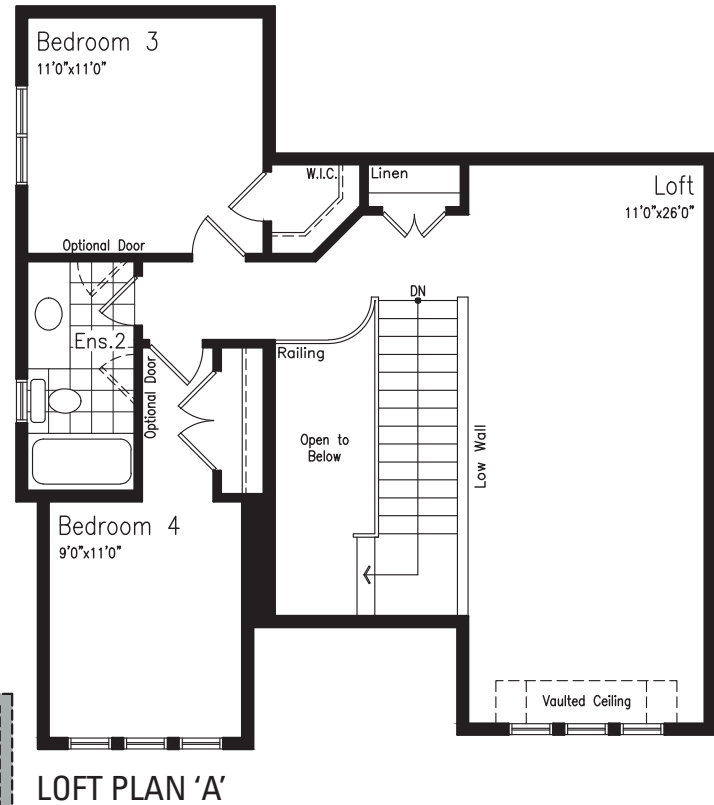 Bedroom 3
11'0"x11'0"
W.I.C.
Linen
Loft
11'0"x26'0"
Optional Door
DN
Ens.2
Railing
Optional Door
Open to
Below
Low Wall
Bedroom 4
9'0"x11'0"
Vaulted Ceiling
LOFT PLAN ‘A’